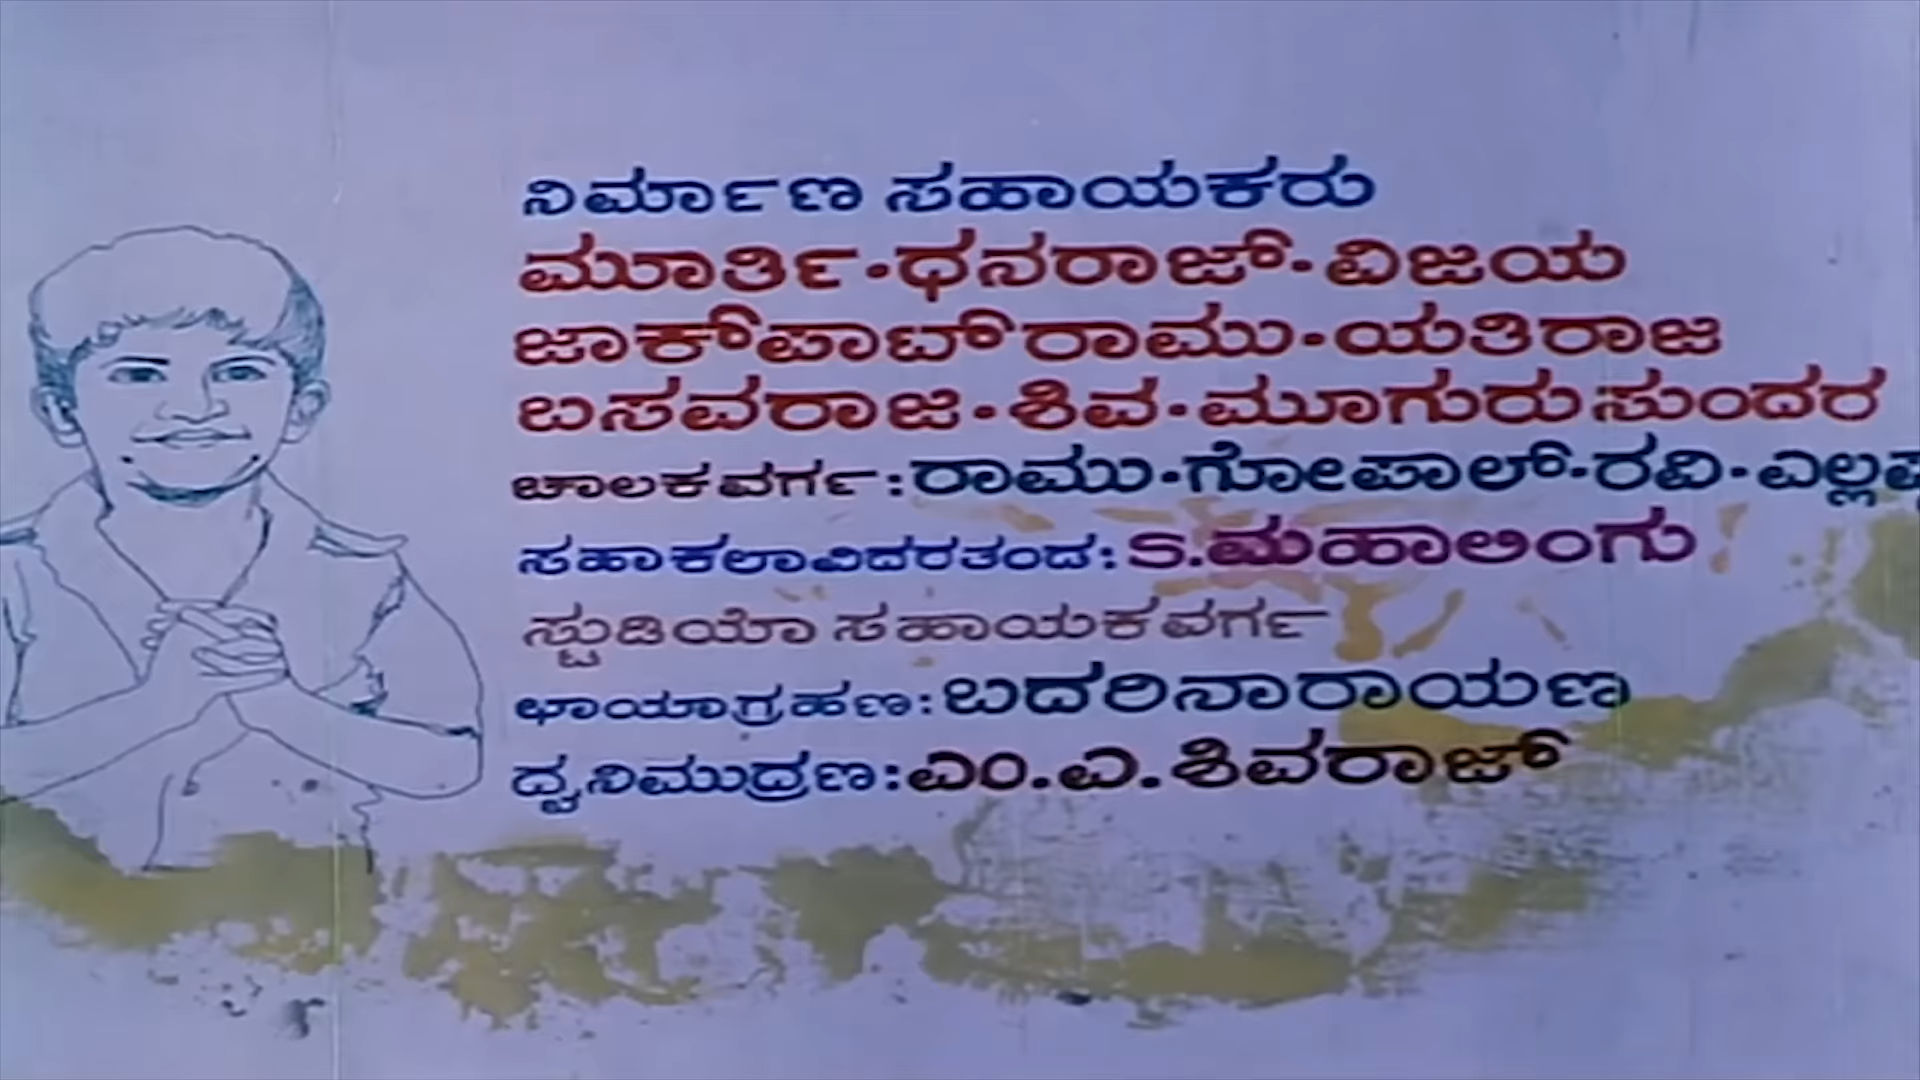 ನಿರ್ಮಾಣ ಸಹಾಯಕರು
ಮೂರ್ತಿ·ಧನರಾಜ್·ವಿಜಯ
ಜಾಕ್‌ಪಾಟ್‌ರಾಮು·ಯತಿರಾಜ
ಬಸವರಾಜ·ಶಿವ·ಮೂಗುರುಸುಂದರ
ಚಾಲಕವರ್ಗ:ರಾಮು·ಗೋಪಾಲ್·ರವಿ·
ಸಹಾಕಲಾವಿದರತಂಡ:S.ಮಹಾಲಿಂಗು
ಸ್ಟುಡಿಯೋ ಸಹಾಯಕವರ್ಗ
ಛಾಯಾಗ್ರಹಣ:ಬದರಿನಾರಾಯಣ
ಧ್ವನಿಮುದ್ರಣ:ಎಂ.ಎ.ಶಿವರಾಜ್